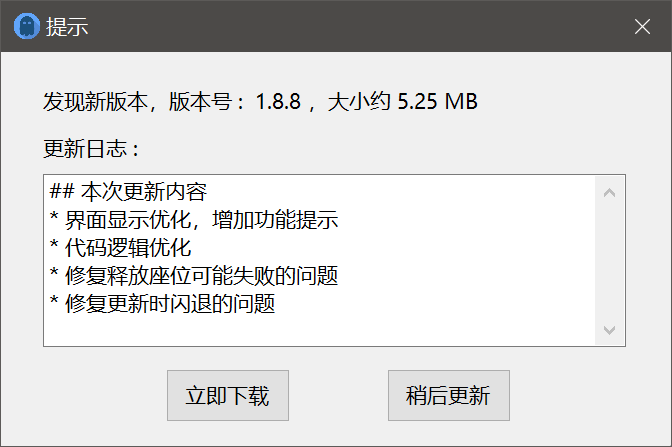 提示
发现新版本，版本号： 1.8.8 ，大小约 5.25 MB
更新日志：
## 本次更新内容
* 界面显示优化，增加功能提示
* 代码逻辑优化
* 修复释放座位可能失败的问题
* 修复更新时闪退的问题
立即下载
稍后更新